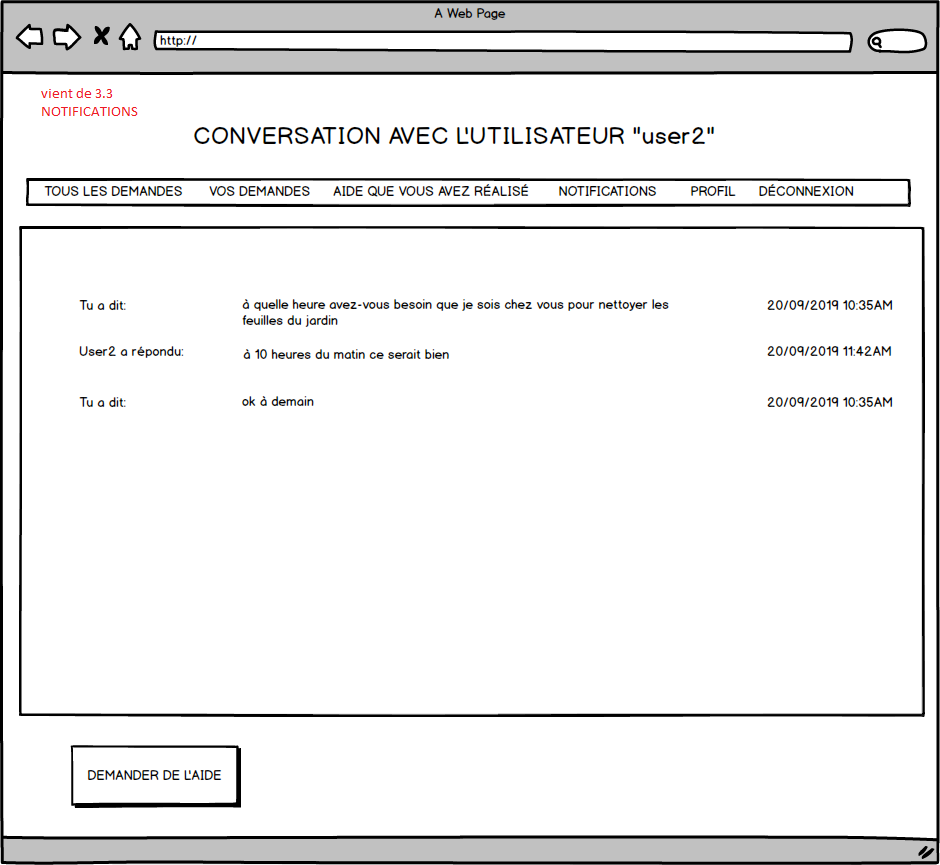 A Web Page
http://
vient de 3.3
NOTIFICATIONS
CONVERSATION AVEC L'UTILISATEUR "user2"
TOUS LES DEMANDES VOS DEMANDES AIDE QUE VOUS AVEZ RÉALISÉ NOTIFICATIONS PROFIL DÉCONNEXION
Tu a dit: à quelle heure avez-vous besoin que je sois chez vous pour nettoyer les 20/09/2019 10:35AM
feuilles du jardin
User2 a répondu: à 10 heures du matin ce serait bien 20/09/2019 11:42AM
Tu a dit: ok à demain 20/09/2019 10:35AM
DEMANDER DE L'AIDE